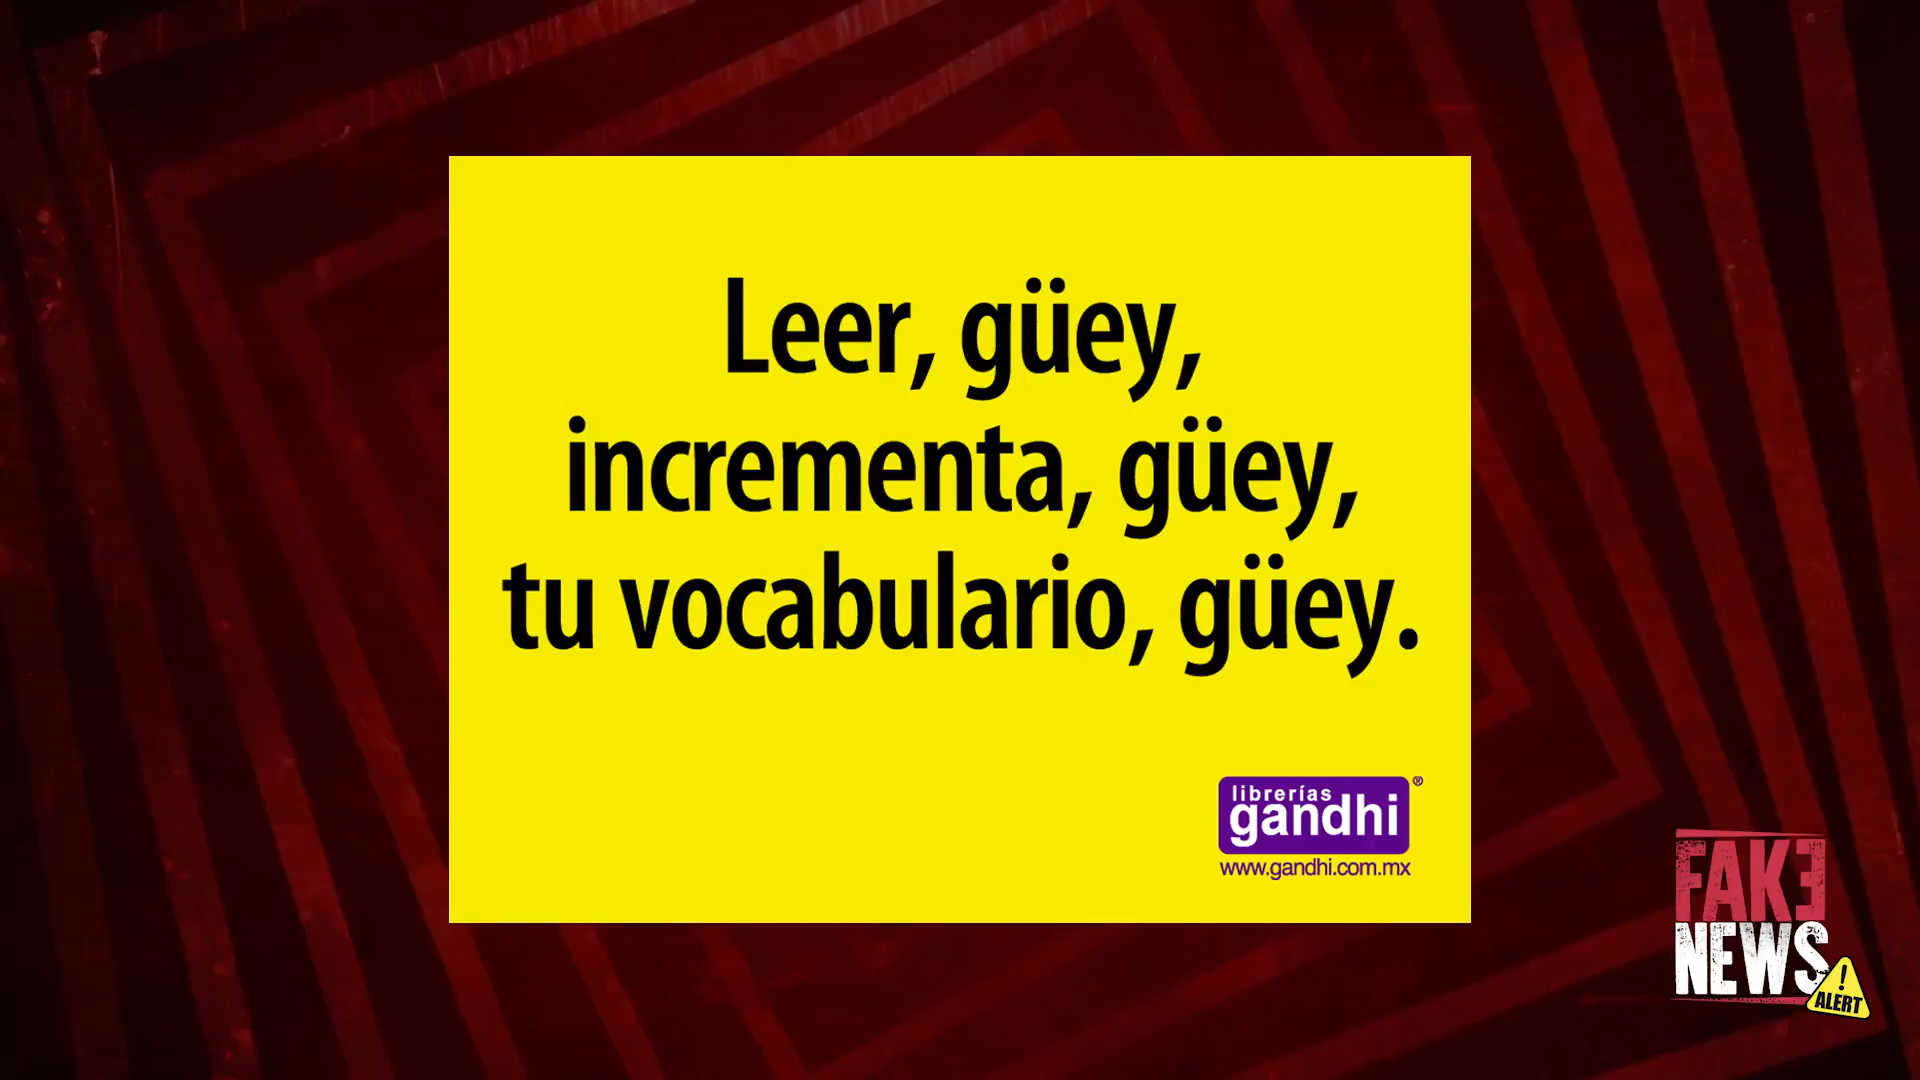 Leer, güey,
incrementa, güey,
tu vocabulario, güey.
librerías
gandhi®
www.gandhi.com.mx
FAKE
NEWS
!
ALERT